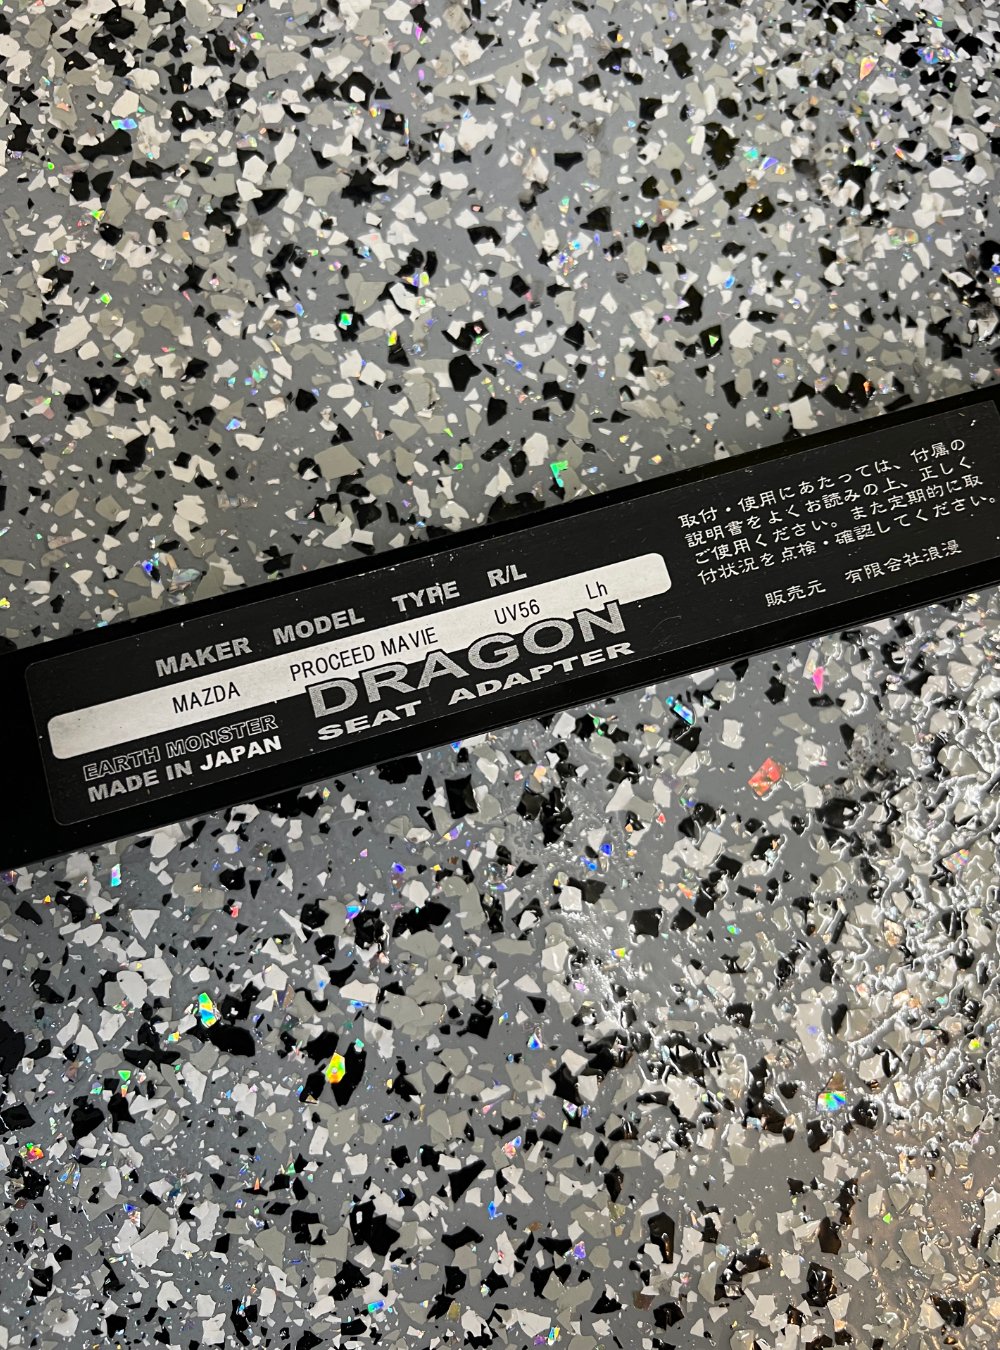 MAKER MODEL TYPE R/L
MAZDA PROCEED MAVIE UV56 Lh
DRAGON
SEAT ADAPTER
EARTH MONSTER
MADE IN JAPAN
取付・使用にあたっては、付属の
説明書をよくお読みの上、正しく
ご使用ください。また定期的に取
付状況を点検・確認してください。
販売元 有限会社浪漫